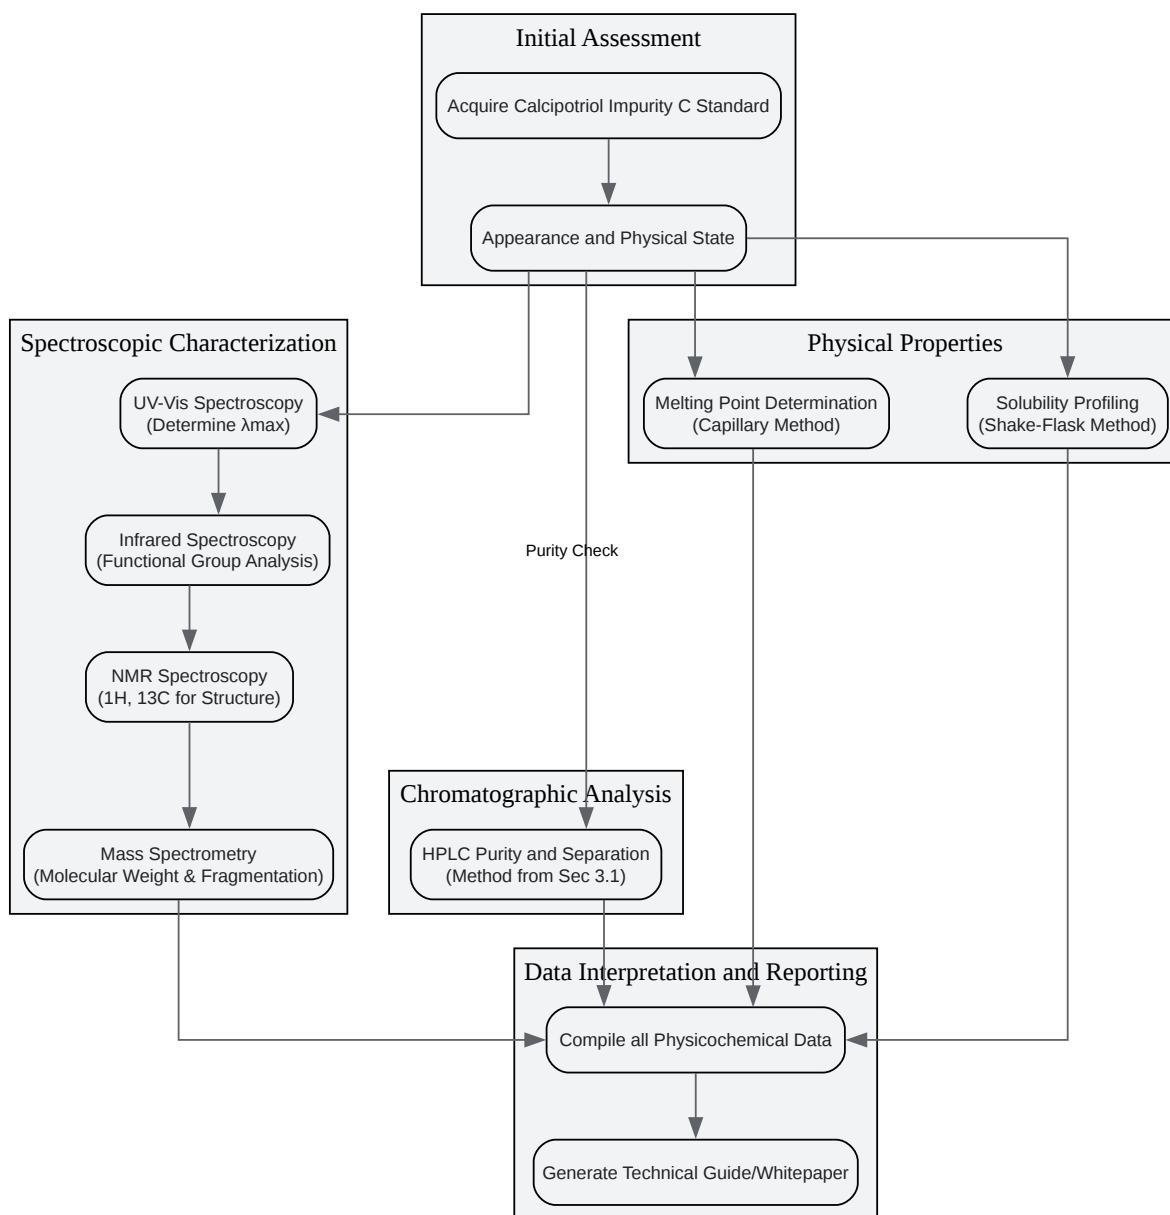 Initial Assessment
Acquire Calcipotriol Impurity C Standard
Appearance and Physical State
Spectroscopic Characterization
UV-Vis Spectroscopy
(Determine λmax)
Infrared Spectroscopy
(Functional Group Analysis)
NMR Spectroscopy
(1H, 13C for Structure)
Mass Spectrometry
(Molecular Weight & Fragmentation)
Physical Properties
Melting Point Determination
(Capillary Method)
Solubility Profiling
(Shake-Flask Method)
Purity Check
Chromatographic Analysis
HPLC Purity and Separation
(Method from Sec 3.1)
Data Interpretation and Reporting
Compile all Physicochemical Data
Generate Technical Guide/Whitepaper